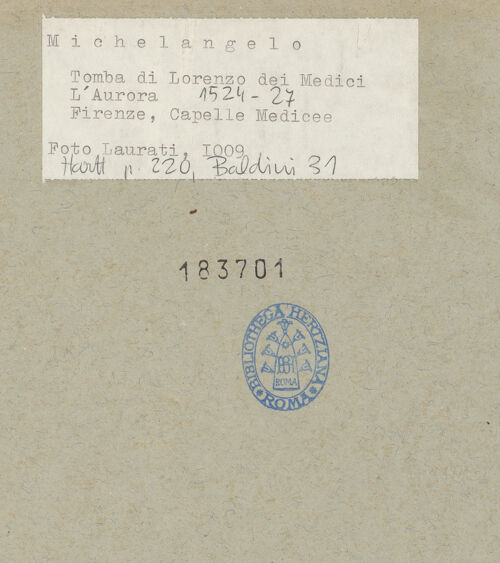 Michelangelo
Tomba di Lorenzo dei Medici
L'Aurora 1524-27
Firenze, Capelle Medicee
Foto Laurati, I009
Hartt p. 220, Baldini 31
183701
BIBLIOTHECA HERTZIANA
ROMA
ROMA